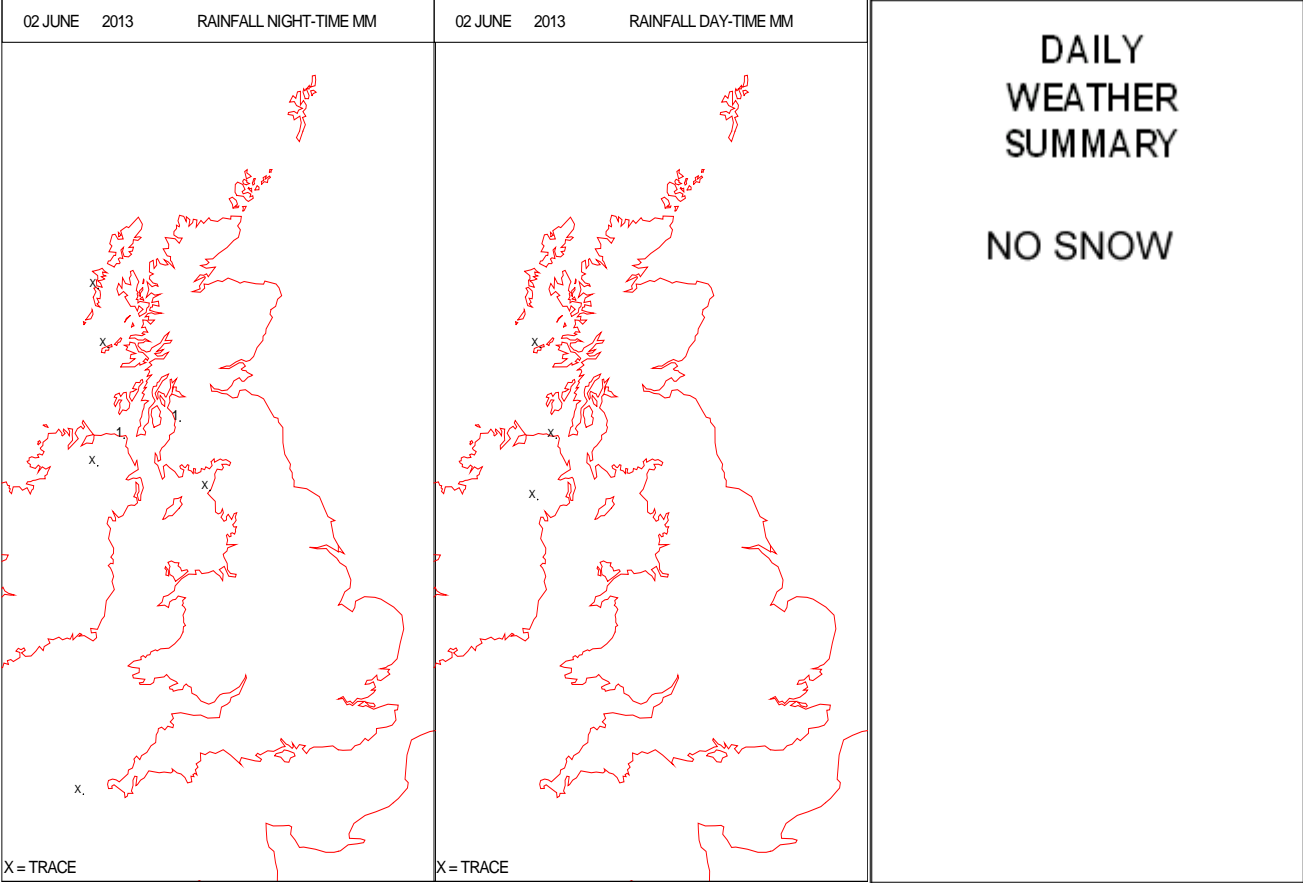 02 JUNE 2013 RAINFALL NIGHT-TIME MM
X
X.
1.
1.
X.
X.
X.
X = TRACE
02 JUNE 2013 RAINFALL DAY-TIME MM
X.
X.
X.
X = TRACE
DAILY
WEATHER
SUMMARY
NO SNOW